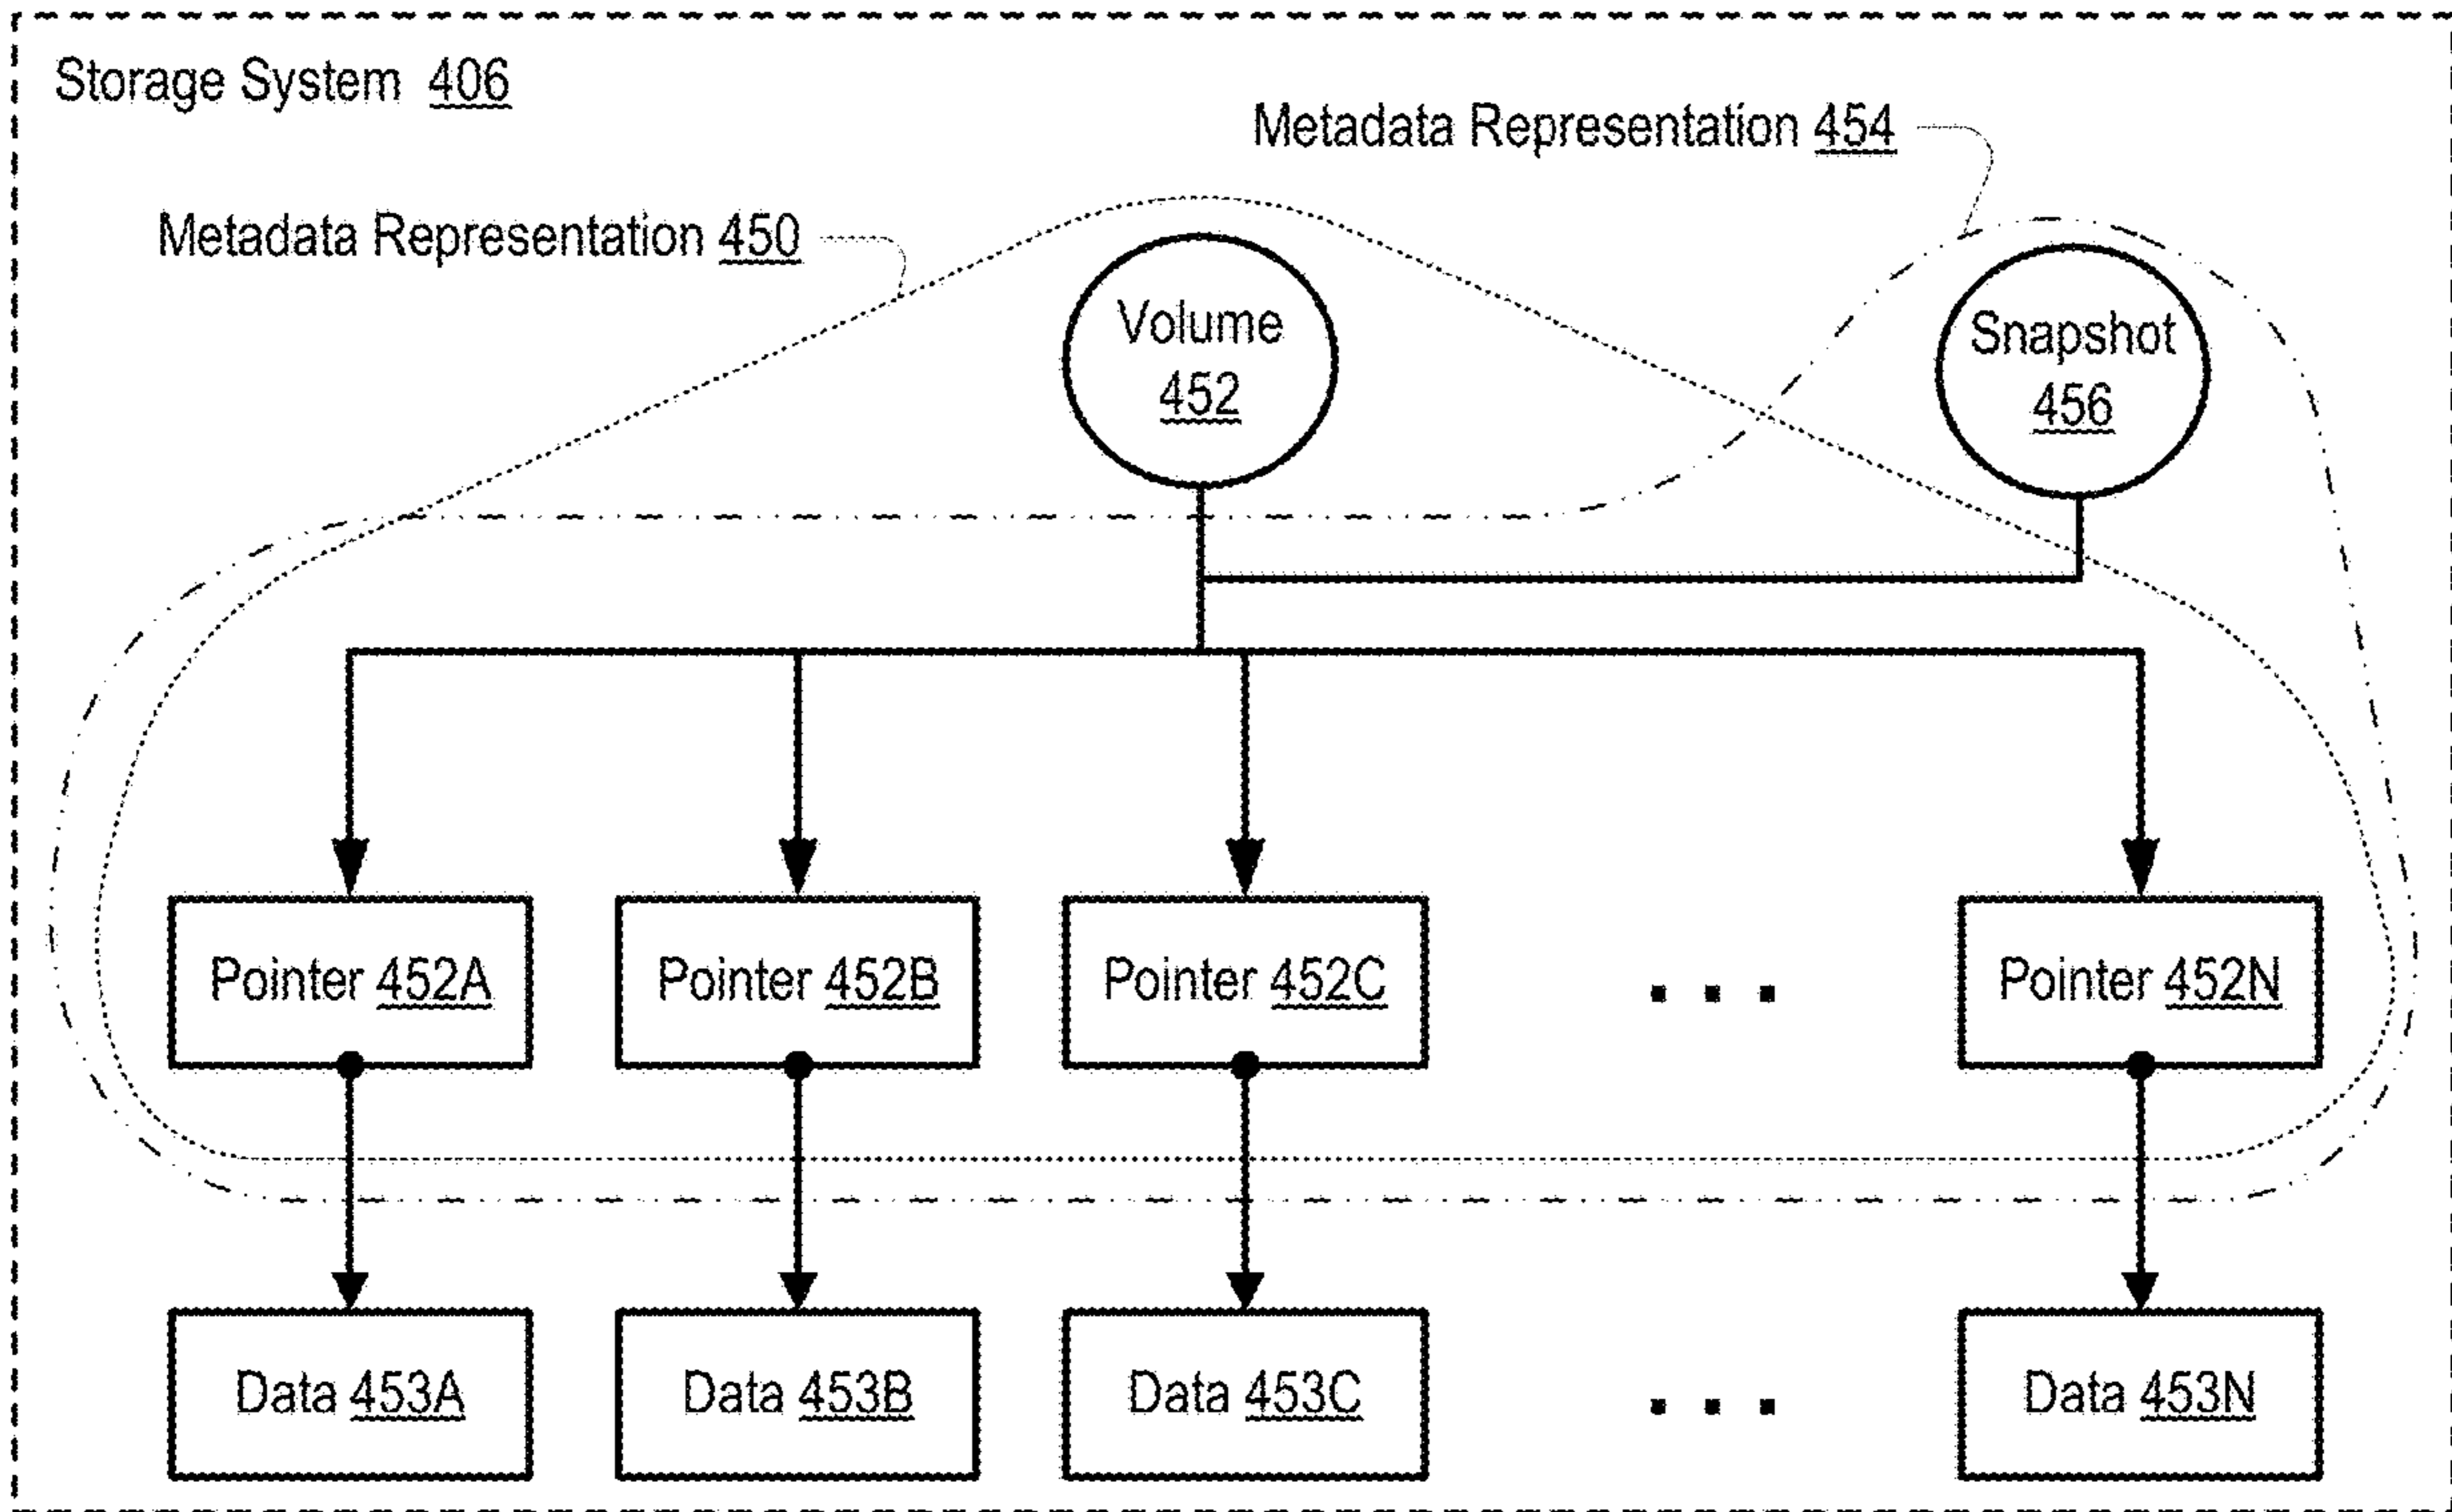 Storage System 406
Metadata Representation 454
Metadata Representation 450
Volume
452
Snapshot
456
Pointer 452A
Pointer 452B
Pointer 452C
. . .
Pointer 452N
Data 453A
Data 453B
Data 453C
. . .
Data 453N